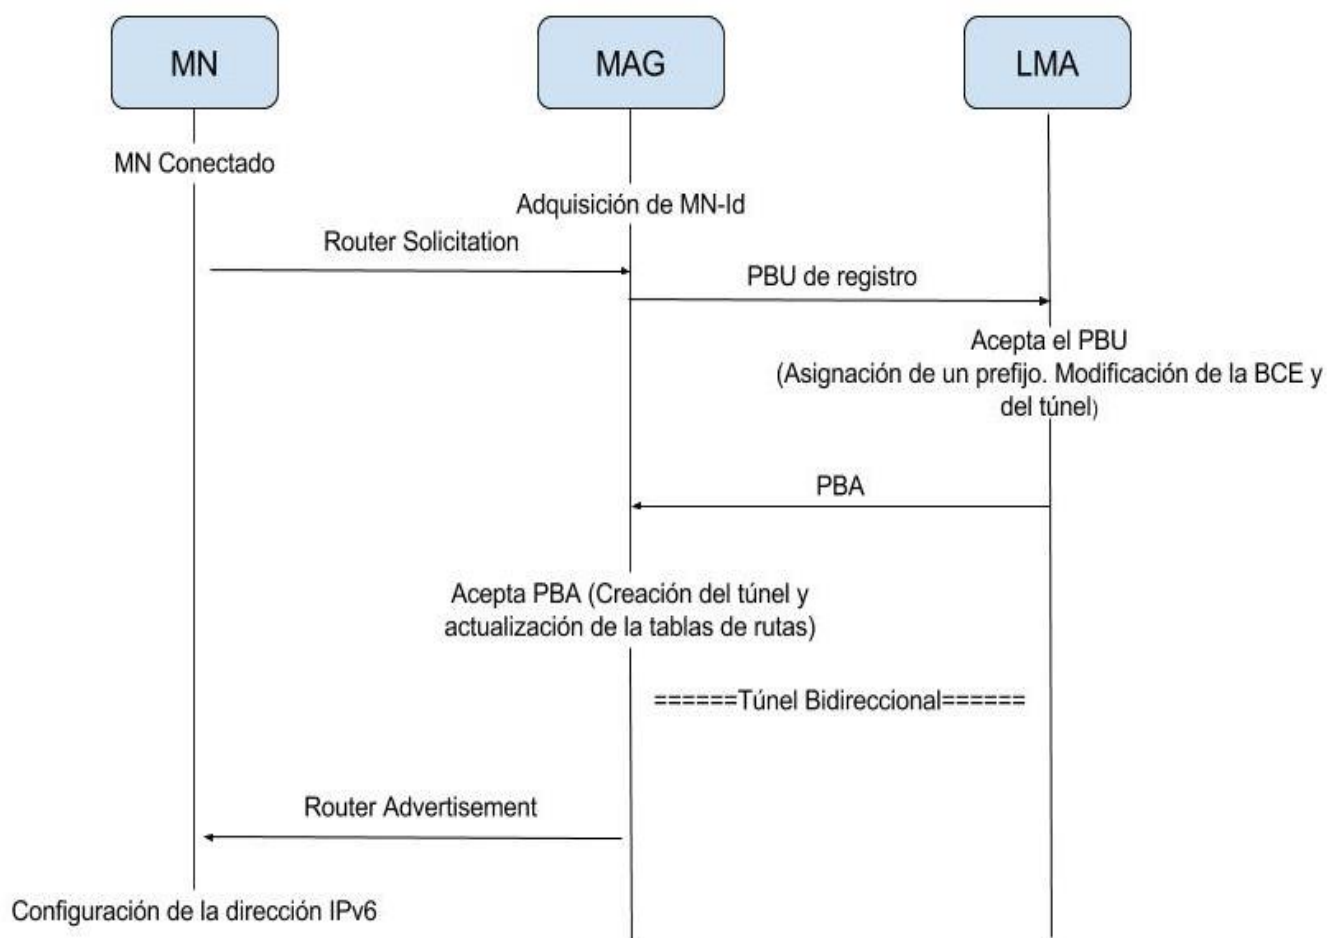 MN
MAG
LMA
MN Conectado
Adquisición de MN-Id
Router Solicitation
PBU de registro
Acepta el PBU
(Asignación de un prefijo. Modificación de la BCE y
del túnel)
PBA
Acepta PBA (Creación del túnel y
actualización de la tablas de rutas)
======Túnel Bidireccional======
Router Advertisement
Configuración de la dirección IPv6